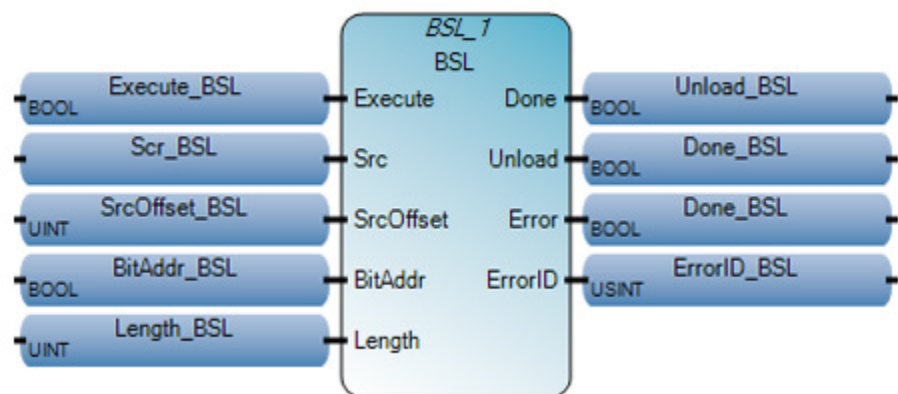 BSL_1
BSL
Execute_BSL
BOOL
Execute
Done
Unload_BSL
BOOL
Scr_BSL
Src
Unload
Done_BSL
BOOL
SrcOffset_BSL
UINT
SrcOffset
Error
Done_BSL
BOOL
BitAddr_BSL
BOOL
BitAddr
ErrorID
ErrorID_BSL
USINT
Length_BSL
UINT
Length